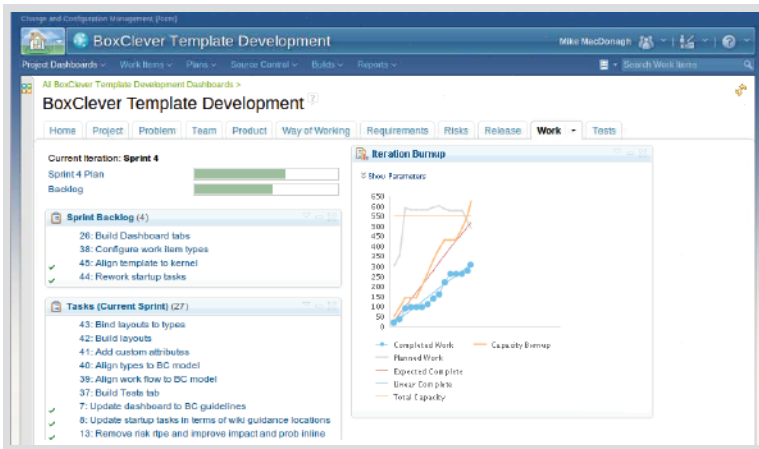 Change and Configuration Management (/ccm)
BoxClever Template Development
Mike MacDonagh
Project Dashboards
Work Items
Plans
Source Control
Builds
Reports
Search Work Items
All BoxClever Template Development Dashboards >
BoxClever Template Development
Home
Project
Problem
Team
Product
Way of Working
Requirements
Risks
Release
Work
Tests
Current Iteration: Sprint 4
Sprint 4 Plan
Backlog
Sprint Backlog (4)
26: Build Dashboard tabs
38: Configure work item types
45: Align template to kernel
44: Rework startup tasks
Tasks (Current Sprint) (27)
43: Bind layouts to types
42: Build layouts
41: Add custom attributes
40: Align types to BC model
39: Align work flow to BC model
37: Build Tests tab
7: Update dashboard to BC guidelines
8: Update startup tasks in terms of wiki guidance locations
13: Remove risk ripe and improve impact and prob inline
Iteration Burnup
Show Parameters
650
600
550
500
450
400
350
300
250
200
150
100
50
0
Completed Work
Capacity Burnup
Planned Work
Expected Complete
Linear Complete
Total Capacity